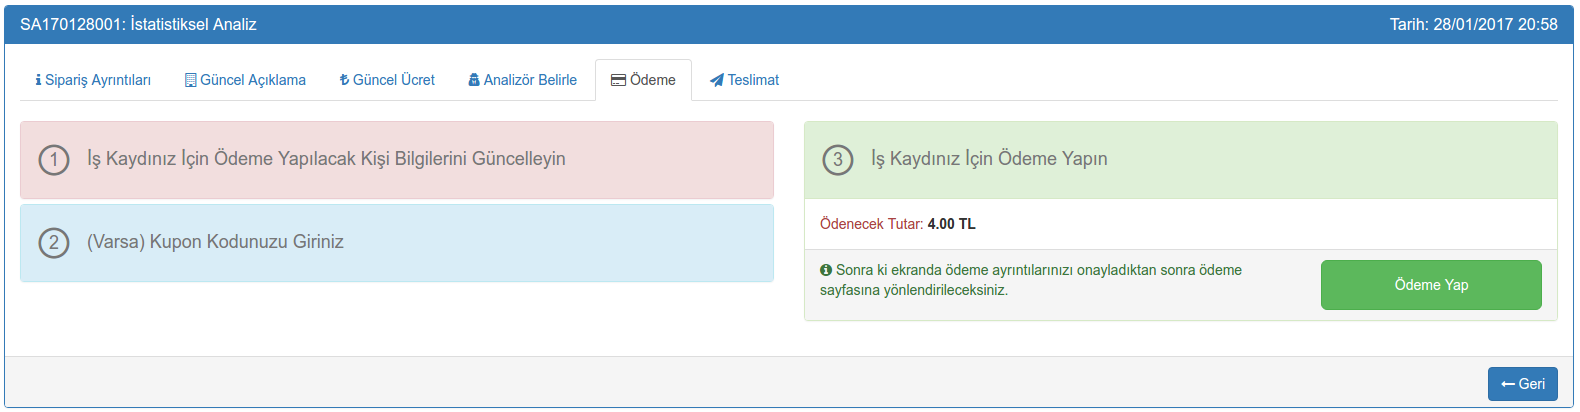 SA170128001: İstatistiksel Analiz
Tarih: 28/01/2017 20:58
Sipariş Ayrıntıları
Güncel Açıklama
Güncel Ücret
Analizör Belirle
Ödeme
Teslimat
1 İş Kaydınız İçin Ödeme Yapılacak Kişi Bilgilerini Güncelleyin
2 (Varsa) Kupon Kodunuzu Giriniz
3 İş Kaydınız İçin Ödeme Yapın
Ödenecek Tutar: 4.00 TL
Sonra ki ekranda ödeme ayrıntılarınızı onayladıktan sonra ödeme
sayfasına yönlendirileceksiniz.
Ödeme Yap
Geri